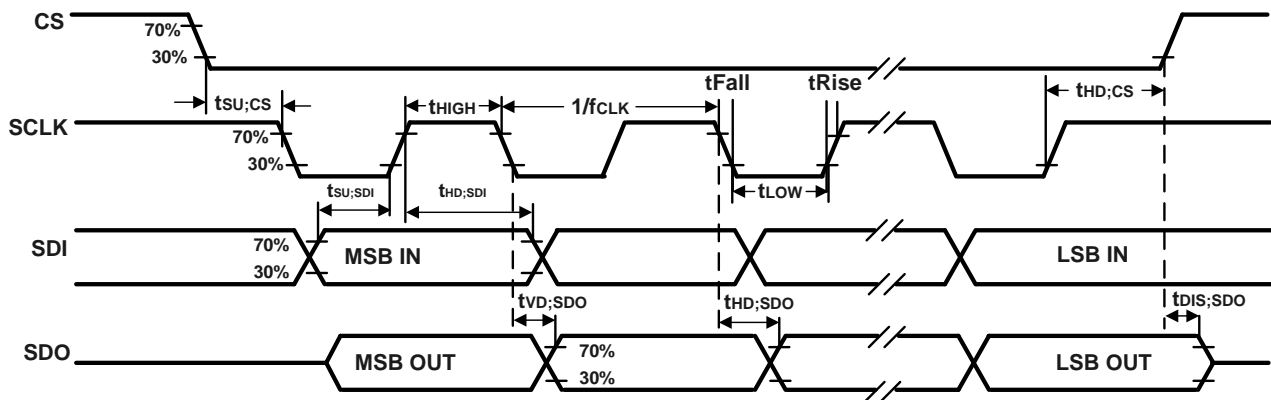 CS
70%
30%
tFall
tRise
tSU;CS
tHIGH
1/fCLK
tHD;CS
SCLK
70%
30%
tSU;SDI
tHD;SDI
tLOW
SDI
70%
30%
MSB IN
LSB IN
tVD;SDO
tHD;SDO
tDIS;SDO
SDO
MSB OUT
70%
30%
LSB OUT